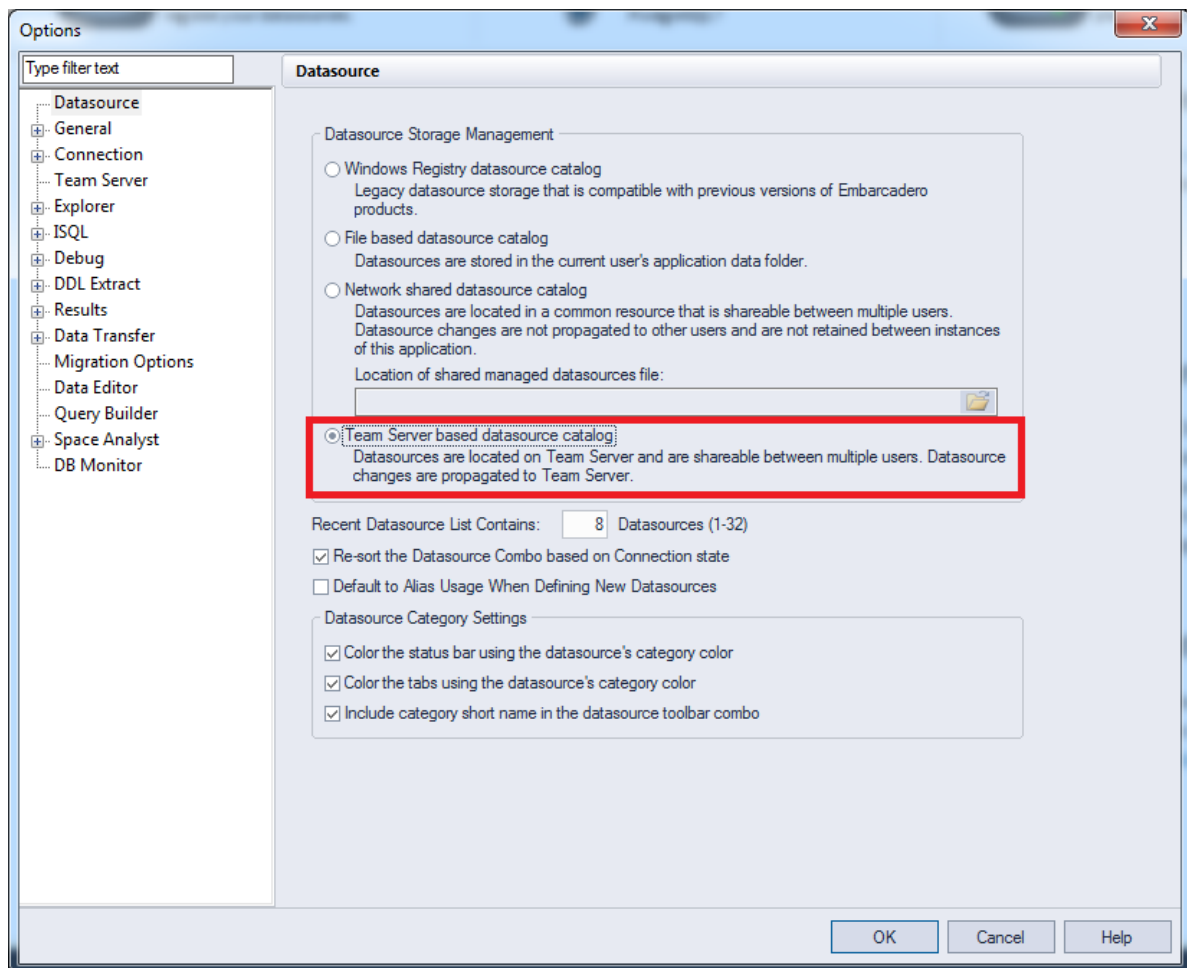 Options
Type filter text
Datasource
General
Connection
Team Server
Explorer
ISQL
Debug
DDL Extract
Results
Data Transfer
Migration Options
Data Editor
Query Builder
Space Analyst
DB Monitor
Datasource
Datasource Storage Management
Windows Registry datasource catalog
Legacy datasource storage that is compatible with previous versions of Embarcadero
products.
File based datasource catalog
Datasources are stored in the current user's application data folder.
Network shared datasource catalog
Datasources are located in a common resource that is shareable between multiple users.
Datasource changes are not propagated to other users and are not retained between instances
of this application.
Location of shared managed datasources file:
Team Server based datasource catalog
Datasources are located on Team Server and are shareable between multiple users. Datasource
changes are propagated to Team Server.
Recent Datasource List Contains: 8 Datasources (1-32)
Re-sort the Datasource Combo based on Connection state
Default to Alias Usage When Defining New Datasources
Datasource Category Settings
Color the status bar using the datasource's category color
Color the tabs using the datasource's category color
Include category short name in the datasource toolbar combo
OK Cancel Help